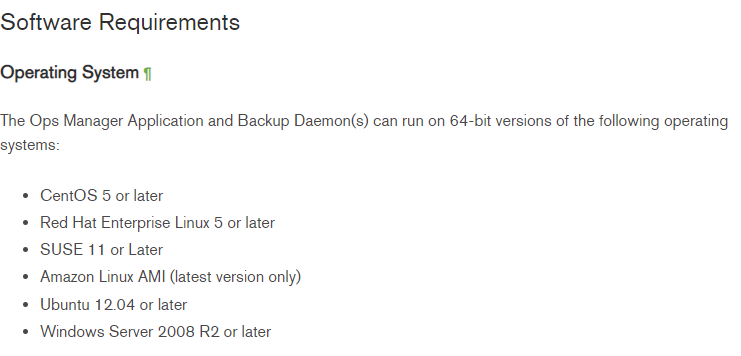 Software Requirements
Operating System ¶
The Ops Manager Application and Backup Daemon(s) can run on 64-bit versions of the following operating
systems:
• CentOS 5 or later
• Red Hat Enterprise Linux 5 or later
• SUSE 11 or Later
• Amazon Linux AMI (latest version only)
• Ubuntu 12.04 or later
• Windows Server 2008 R2 or later